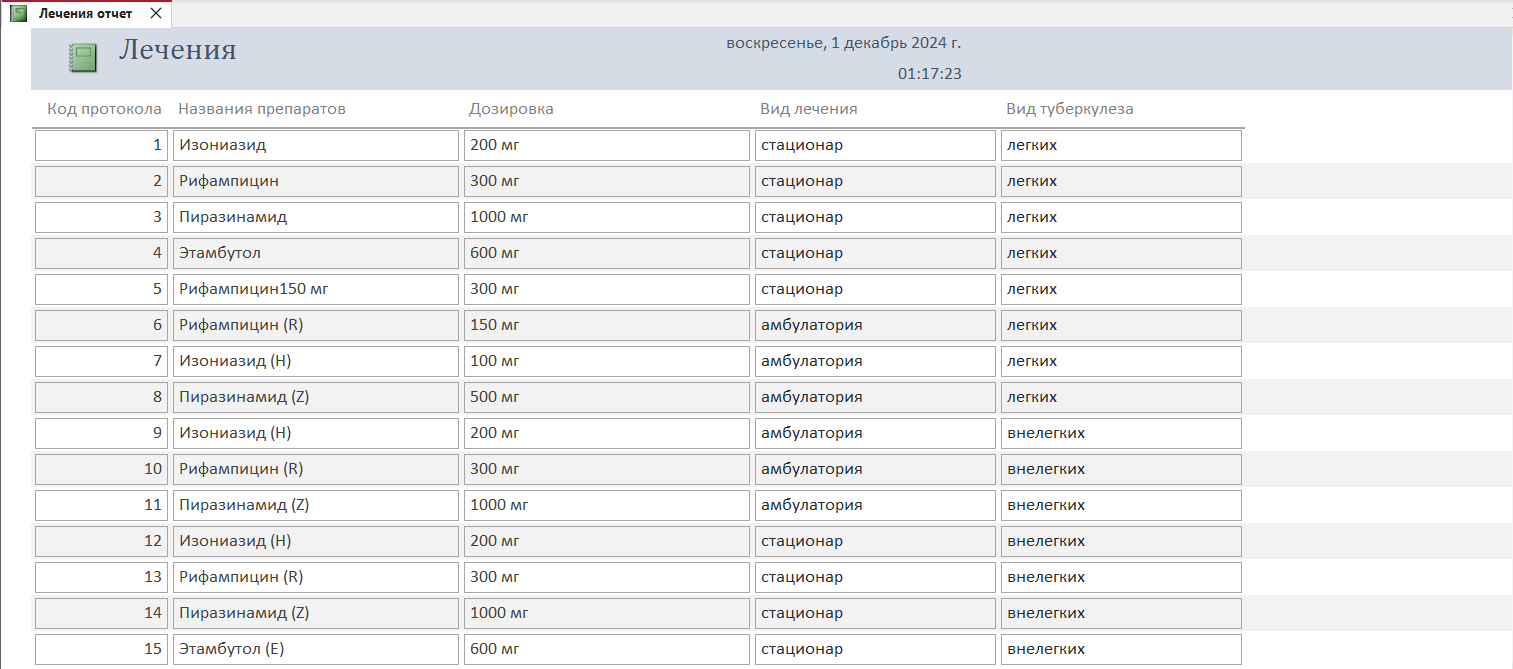 Лечения отчет
Лечения
воскресенье, 1 декабрь 2024 г.
01:17:23
Код протокола Названия препаратов Дозировка Вид лечения Вид туберкулеза
1 Изониазид 200 мг стационар легких
2 Рифампицин 300 мг стационар легких
3 Пиразинамид 1000 мг стационар легких
4 Этамбутол 600 мг стационар легких
5 Рифампицин150 мг 300 мг стационар легких
6 Рифампицин (R) 150 мг амбулатория легких
7 Изониазид (H) 100 мг амбулатория легких
8 Пиразинамид (Z) 500 мг амбулатория легких
9 Изониазид (H) 200 мг амбулатория внелегких
10 Рифампицин (R) 300 мг амбулатория внелегких
11 Пиразинамид (Z) 1000 мг амбулатория внелегких
12 Изониазид (H) 200 мг стационар внелегких
13 Рифампицин (R) 300 мг стационар внелегких
14 Пиразинамид (Z) 1000 мг стационар внелегких
15 Этамбутол (E) 600 мг стационар внелегких